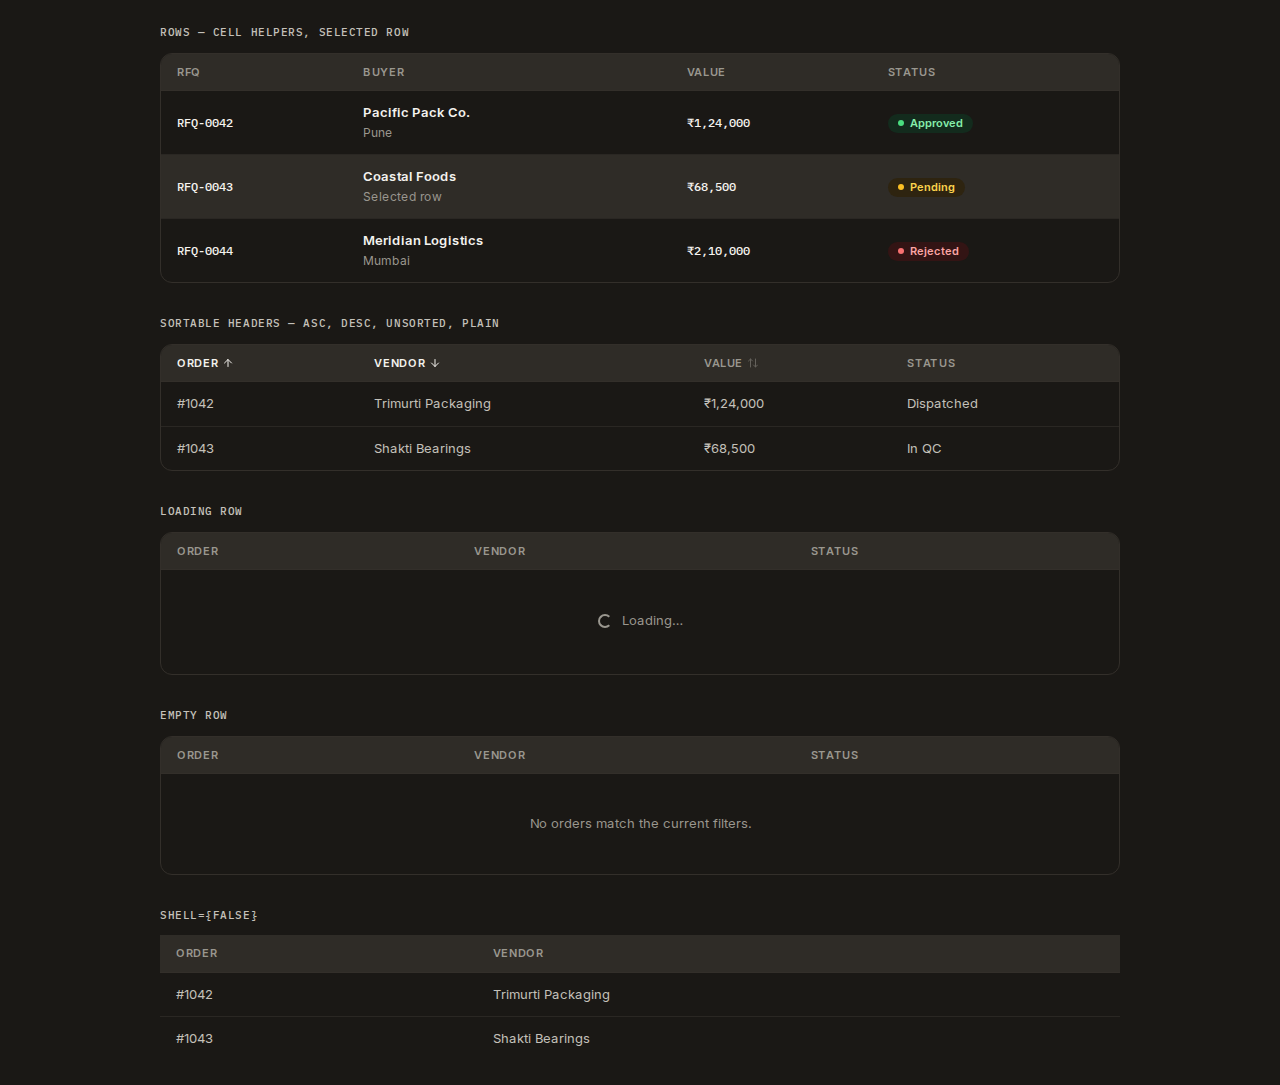 ROWS — CELL HELPERS, SELECTED ROW
RFQ BUYER VALUE STATUS
RFQ-0042 Pacific Pack Co. Pune ₹1,24,000 Approved
RFQ-0043 Coastal Foods Selected row ₹68,500 Pending
RFQ-0044 Meridian Logistics Mumbai ₹2,10,000 Rejected
SORTABLE HEADERS — ASC, DESC, UNSORTED, PLAIN
ORDER ↑ VENDOR ↓ VALUE ↑↓ STATUS
#1042 Trimurti Packaging ₹1,24,000 Dispatched
#1043 Shakti Bearings ₹68,500 In QC
LOADING ROW
ORDER VENDOR STATUS
Loading...
EMPTY ROW
ORDER VENDOR STATUS
No orders match the current filters.
SHELL={FALSE}
ORDER VENDOR
#1042 Trimurti Packaging
#1043 Shakti Bearings